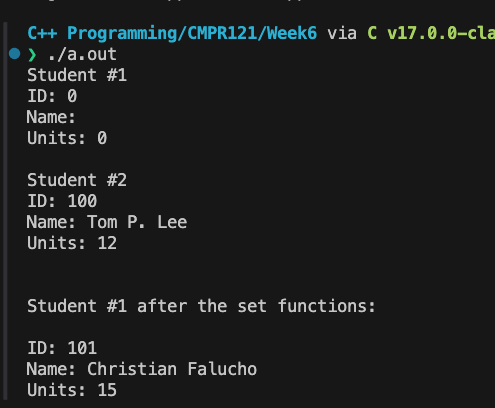 C++ Programming/CMPR121/Week6 via C v17.0.0-cla
❯ ./a.out
Student #1
ID: 0
Name:
Units: 0
Student #2
ID: 100
Name: Tom P. Lee
Units: 12
Student #1 after the set functions:
ID: 101
Name: Christian Falucho
Units: 15